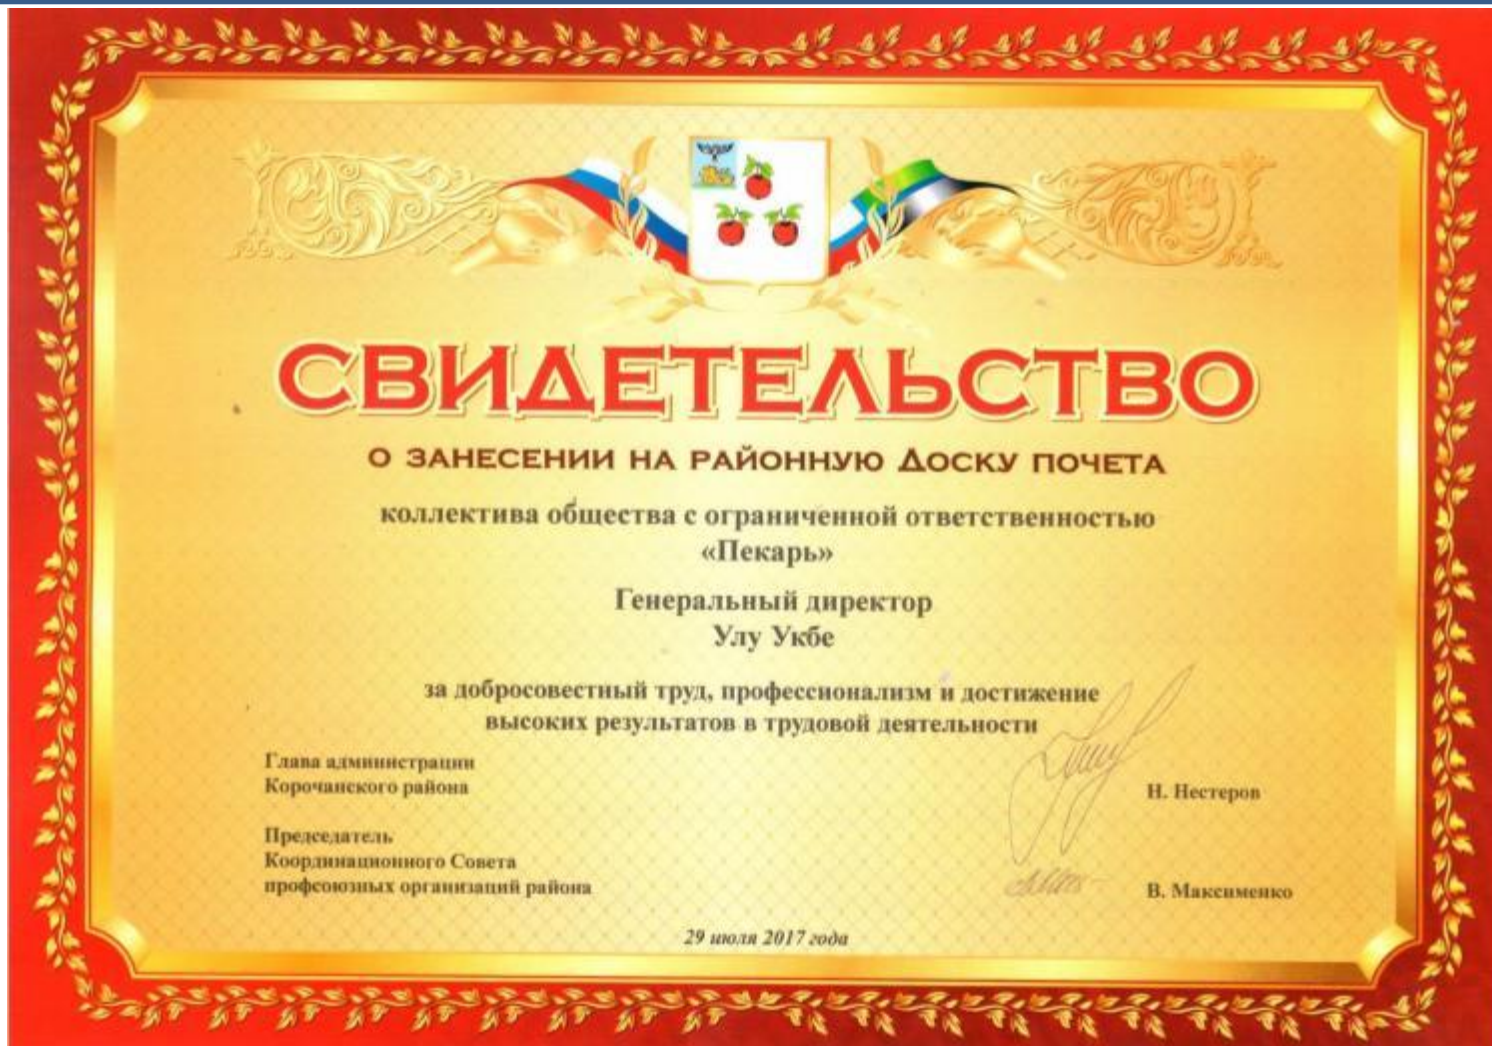 СВИДЕТЕЛЬСТВО
О ЗАНЕСЕНИИ НА РАЙОННУЮ ДОСКУ ПОЧЕТА
коллектива общества с ограниченной ответственностью
«Пекарь»
Генеральный директор
Улу Укбе
за добросовестный труд, профессионализм и достижение
высоких результатов в трудовой деятельности
Глава администрации
Корочанского района
Н. Нестеров
Председатель
Координационного Совета
профсоюзных организаций района
В. Максименко
29 июля 2017 года